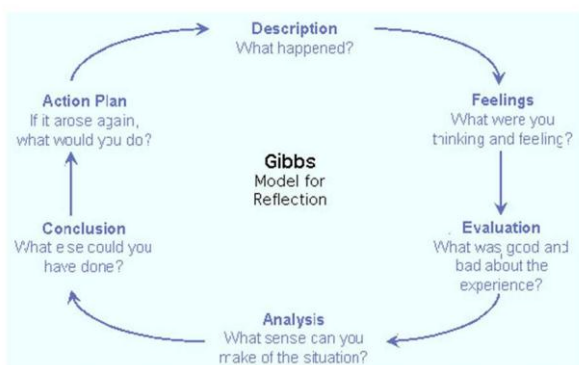 Description
What happened?
Feelings
What were you
thinking and feeling?
Evaluation
What was good and
bad about the
experience?
Analysis
What sense can you
make of the situation?
Conclusion
What else could you
have done?
Action Plan
If it arose again,
what would you do?
Gibbs
Model for
Reflection